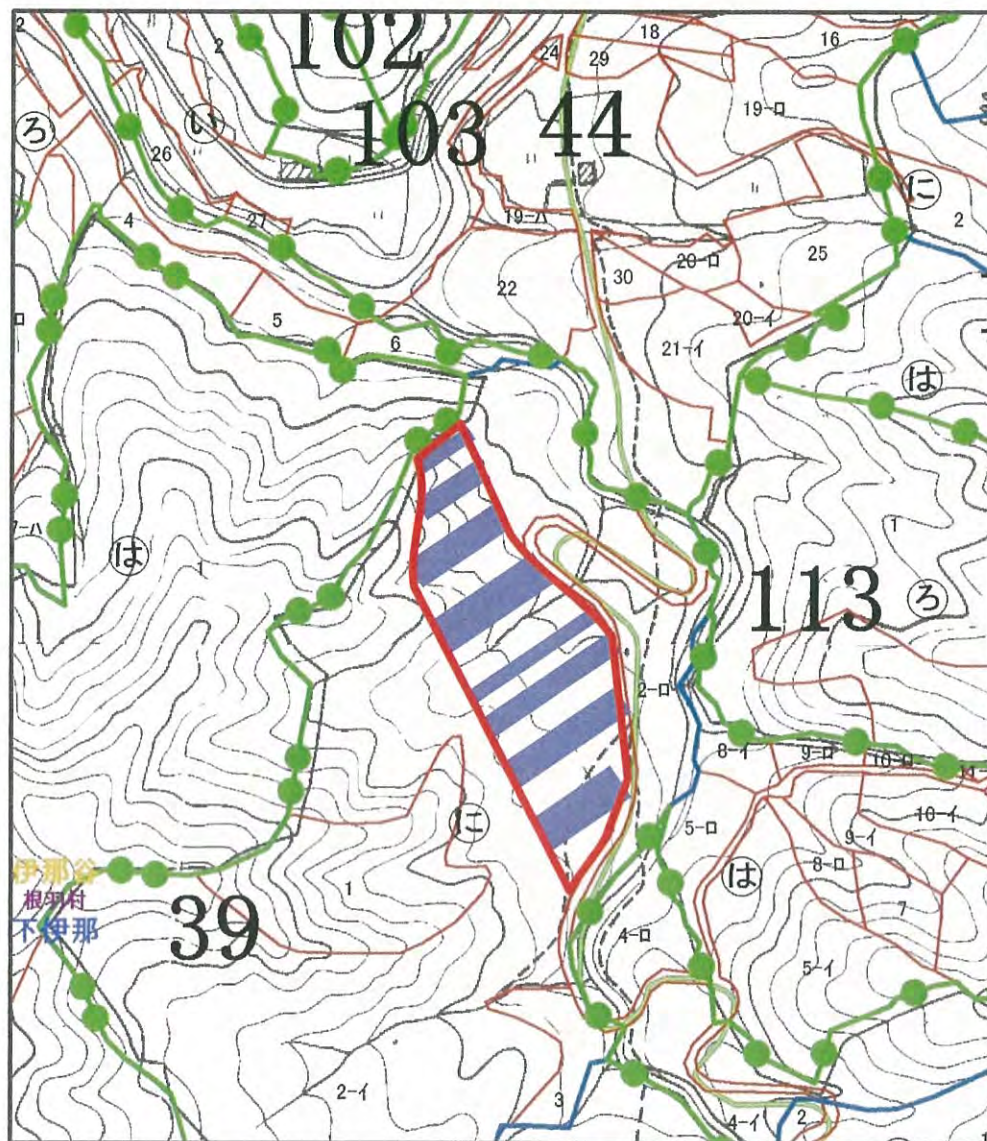 102
18
16
2
24
29
19-ロ
103
44
ろ
い
26
に
2
4
27
19-ハ
25
20-ロ
30
22
20-イ
5
6
21-イ
は
1
7-ハ
は
1
113
ろ
2-ロ
8-イ
9-ロ
10-ロ
11-
に
5-ロ
10-イ
9-イ
8-ロ
は
伊那谷
1
7
根羽村
下伊那
39
4-ロ
5-イ
2-イ
3
4-イ
2